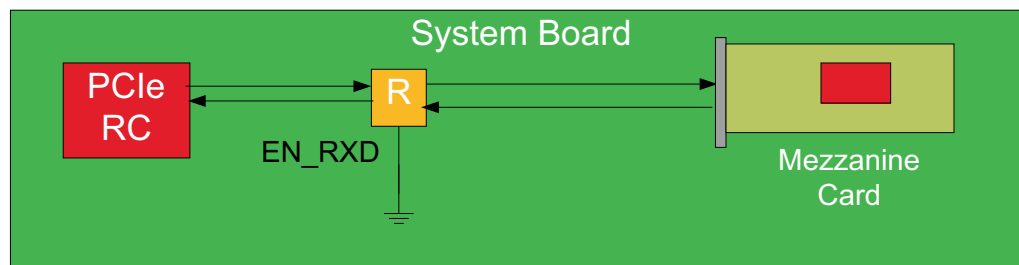 System Board
PCIe
RC
R
EN_RXD
Mezzanine
Card